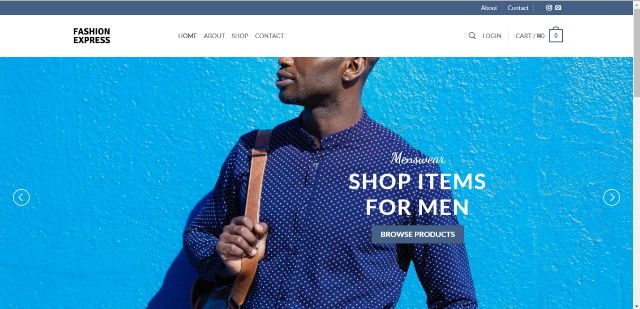 About
Contact
FASHION
EXPRESS
HOME
ABOUT
SHOP
CONTACT
LOGIN
CART / ₦0
0
Menswear
SHOP ITEMS
FOR MEN
BROWSE PRODUCTS